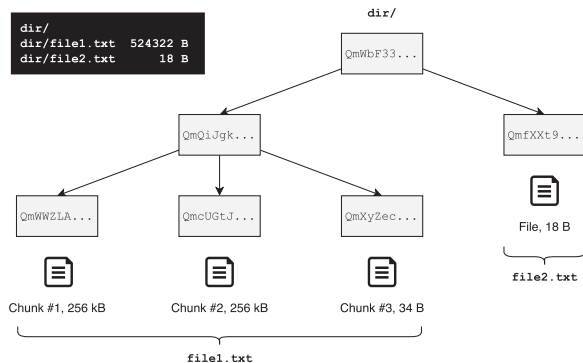 dir/
dir/file1.txt 524322 B
dir/file2.txt 18 B
dir/
QmWbF33...
QmQiJgk...
QmfXXt9...
QmWWZLA...
QmcUGtJ...
QmXyZec...
File, 18 B
file2.txt
Chunk #1, 256 kB
Chunk #2, 256 kB
Chunk #3, 34 B
file1.txt